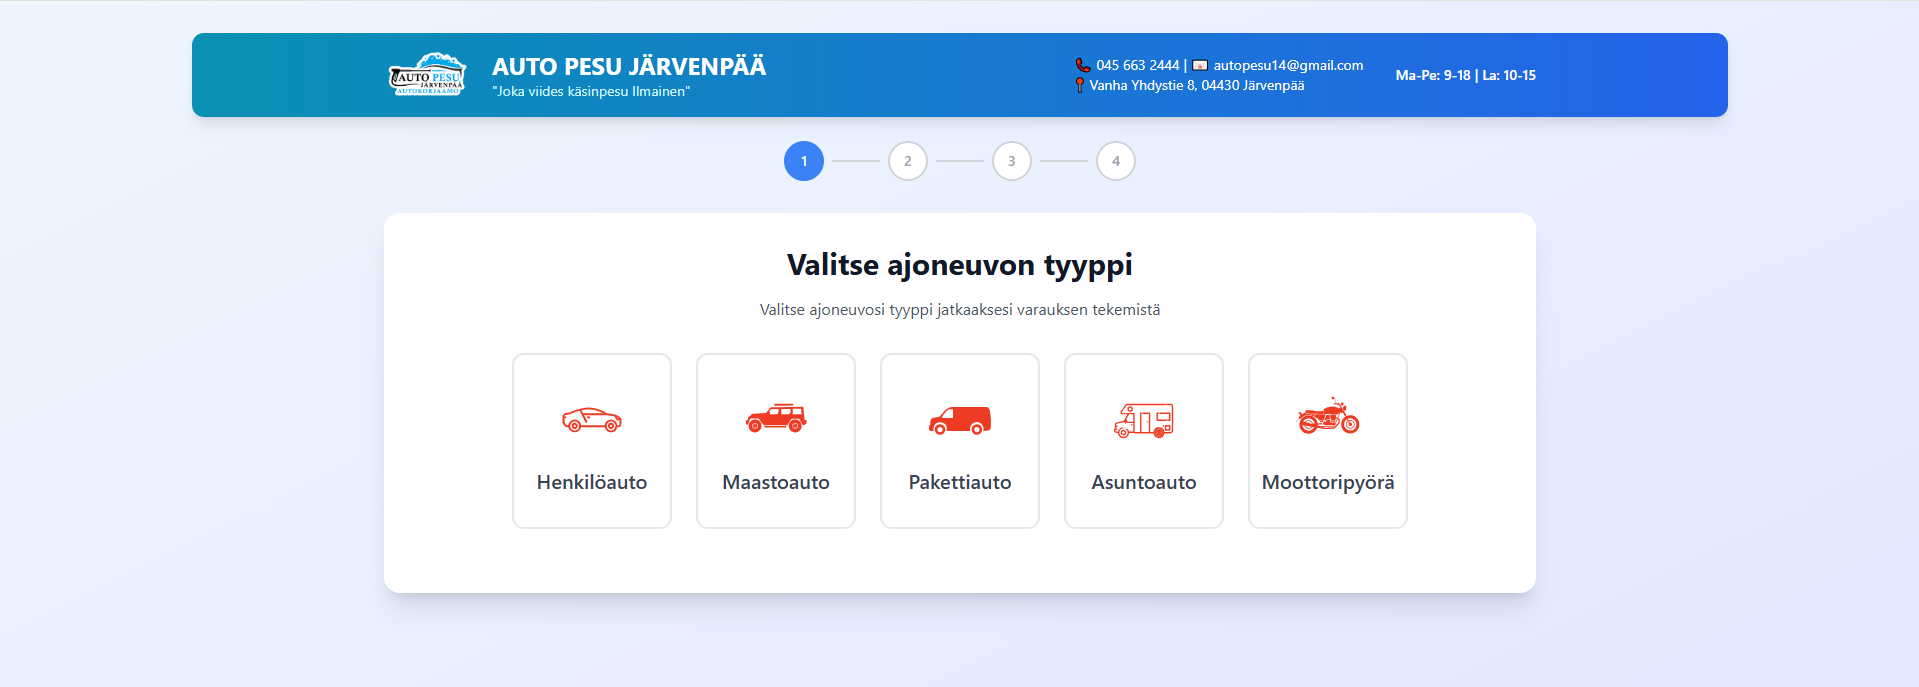 AUTO PESU
JÄRVENPÄÄ
AUTOKORJAAMO
AUTO PESU JÄRVENPÄÄ
"Joka viides käsinpesu Ilmainen"
045 663 2444 | autopesu14@gmail.com
Vanha Yhdystie 8, 04430 Järvenpää
Ma-Pe: 9-18 | La: 10-15
1 2 3 4
Valitse ajoneuvon tyyppi
Valitse ajoneuvosi tyyppi jatkaaksesi varauksen tekemistä
Henkilöauto
Maastoauto
Pakettiauto
Asuntoauto
Moottoripyörä